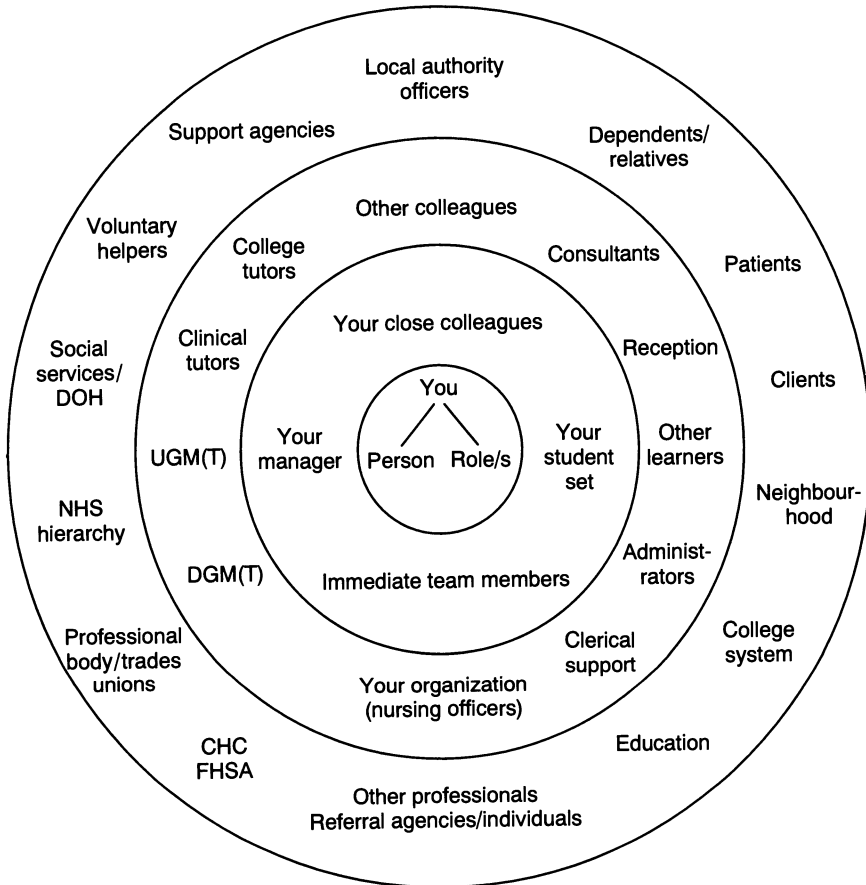 Local authority
officers
Support agencies
Dependents/
relatives
Voluntary
helpers
Other colleagues
College
tutors
Consultants
Patients
Your close colleagues
Clinical
tutors
Reception
Social
services/
DOH
Clients
You
Your
manager
Person
Role/s
Your
student
set
Other
learners
UGM(T)
NHS
hierarchy
Neighbour-
hood
DGM(T)
Immediate team members
Administ-
rators
Professional
body/trades
unions
Clerical
support
College
system
Your organization
(nursing officers)
CHC
FHSA
Education
Other professionals
Referral agencies/individuals